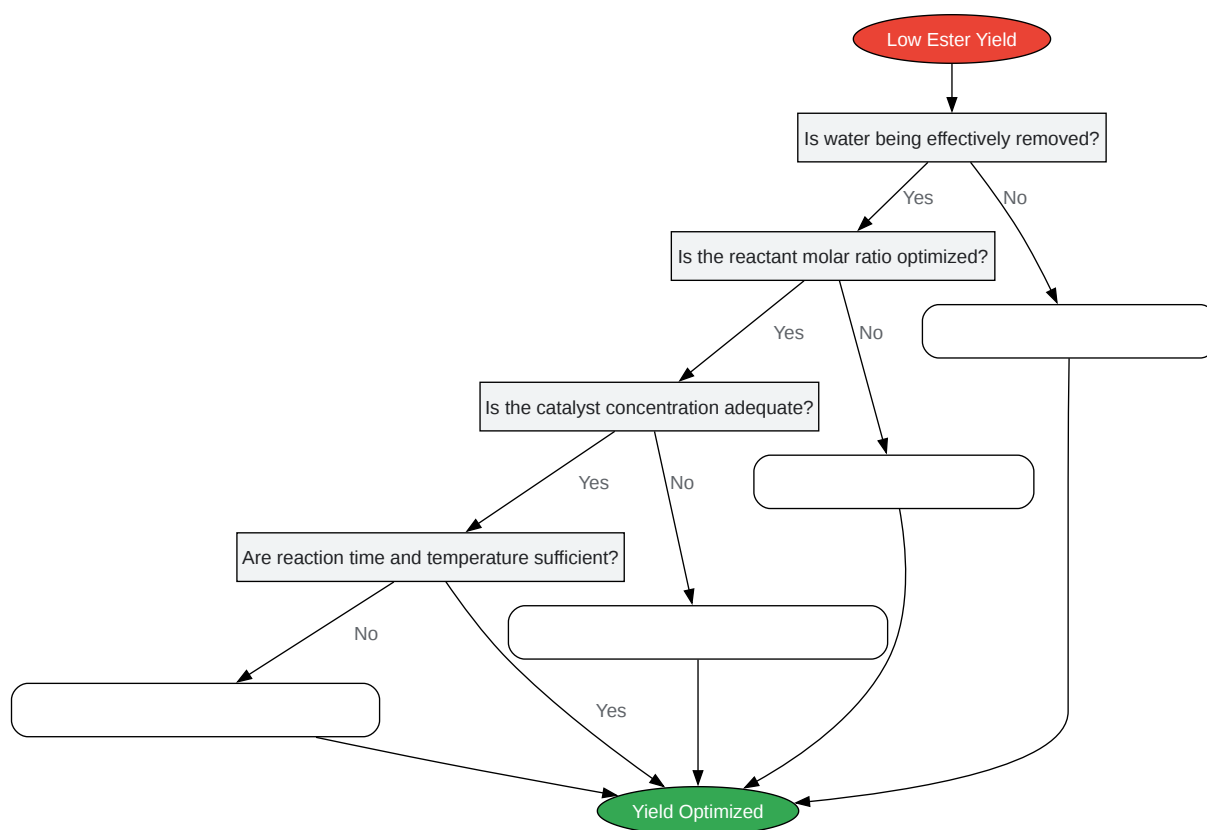 Low Ester Yield
Is water being effectively removed?
Yes
No
Is the reactant molar ratio optimized?
Yes
No
Is the catalyst concentration adequate?
Yes
No
Are reaction time and temperature sufficient?
No
Yes
Yield Optimized